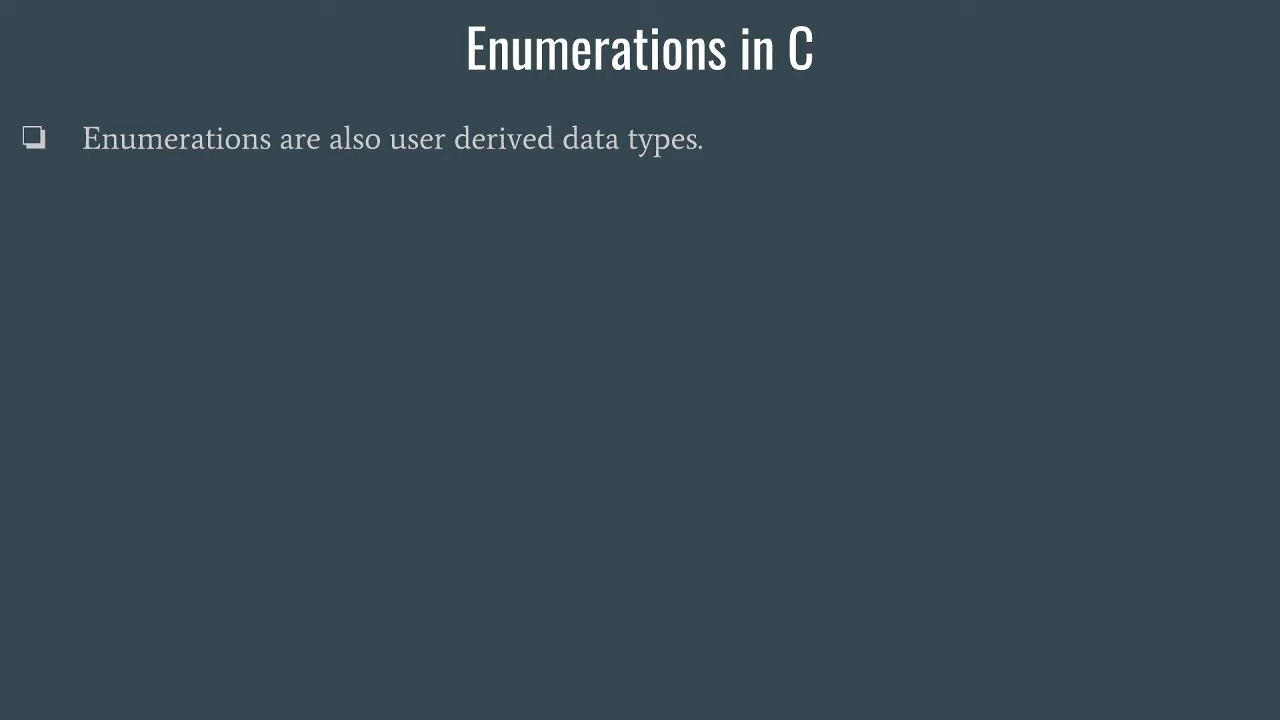 Enumerations in C
❏ Enumerations are also user derived data types.